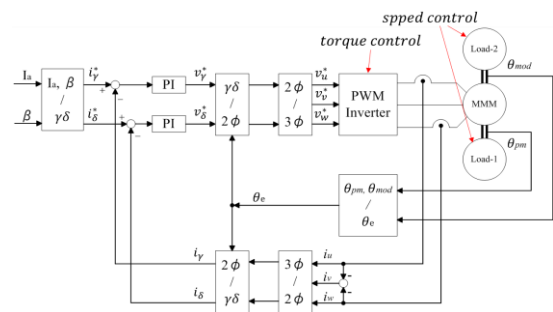 spped control
torque control
Load-2
θmod
Ia
Ia, β
/
γδ
iγ*
+
−
PI
vγ*
γδ
/
2ϕ
2ϕ
/
3ϕ
vu*
vv*
vw*
PWM
Inverter
MMM
β
iδ*
+
−
PI
vδ*
Load-1
θpm
θpm, θmod
/
θe
θe
iγ
iδ
2ϕ
/
γδ
3ϕ
/
2ϕ
iu
iv
iw
-
-